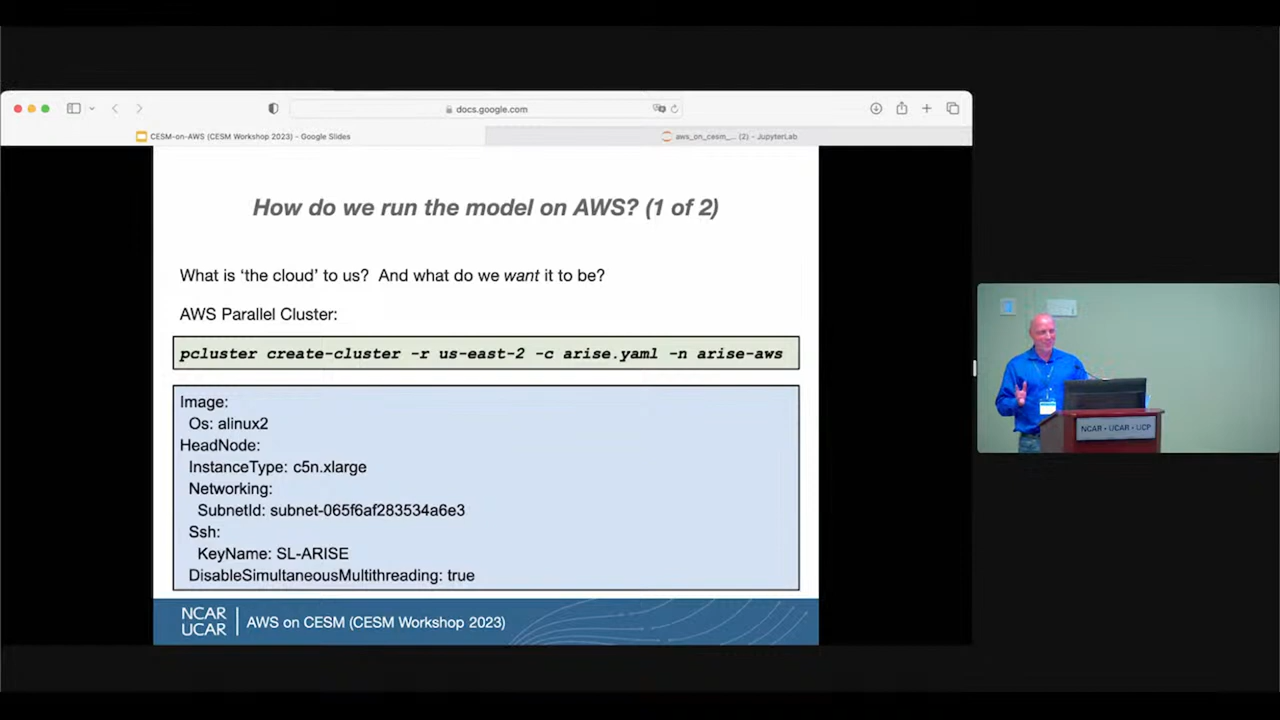 docs.google.com
CESM-on-AWS (CESM Workshop 2023) - Google Slides
aws_on_cesm_... (2) - JupyterLab
How do we run the model on AWS? (1 of 2)
What is ‘the cloud’ to us? And what do we want it to be?
AWS Parallel Cluster:
pcluster create-cluster -r us-east-2 -c arise.yaml -n arise-aws
Image:
Os: alinux2
HeadNode:
InstanceType: c5n.xlarge
Networking:
SubnetId: subnet-065f6af283534a6e3
Ssh:
KeyName: SL-ARISE
DisableSimultaneousMultithreading: true
NCAR
UCAR
AWS on CESM (CESM Workshop 2023)
NCAR • UCAR • UCP